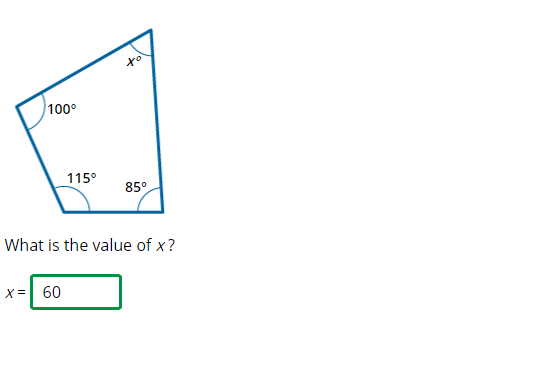 x°
100°
115°
85°
What is the value of x?
x = 60